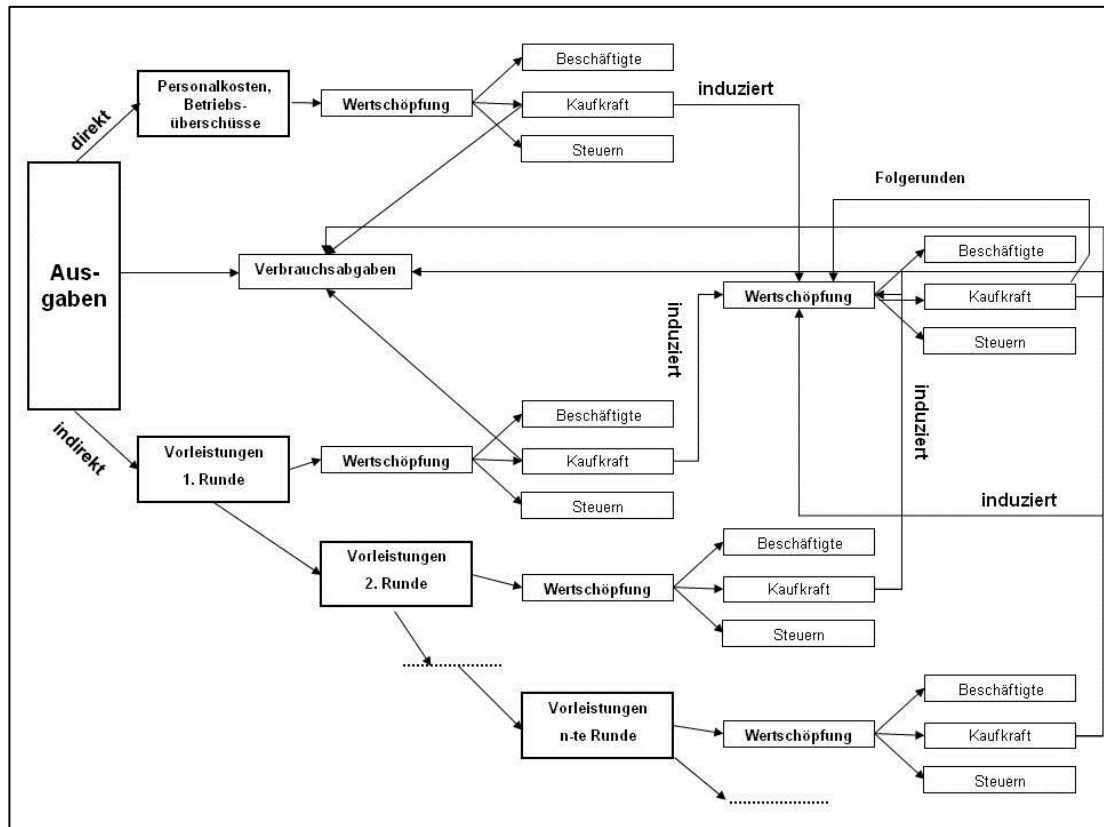 Beschäftigte
Personalkosten,
Betriebs-
überschüsse
direkt
Wertschöpfung
Kaufkraft
induziert
Steuern
Folgerunden
Aus-
gaben
Verbrauchsabgaben
Beschäftigte
Wertschöpfung
Kaufkraft
Steuern
induziert
induziert
indirekt
Vorleistungen
1. Runde
Wertschöpfung
Beschäftigte
Kaufkraft
Steuern
induziert
Vorleistungen
2. Runde
Wertschöpfung
Beschäftigte
Kaufkraft
Steuern
Vorleistungen
n-te Runde
Wertschöpfung
Beschäftigte
Kaufkraft
Steuern